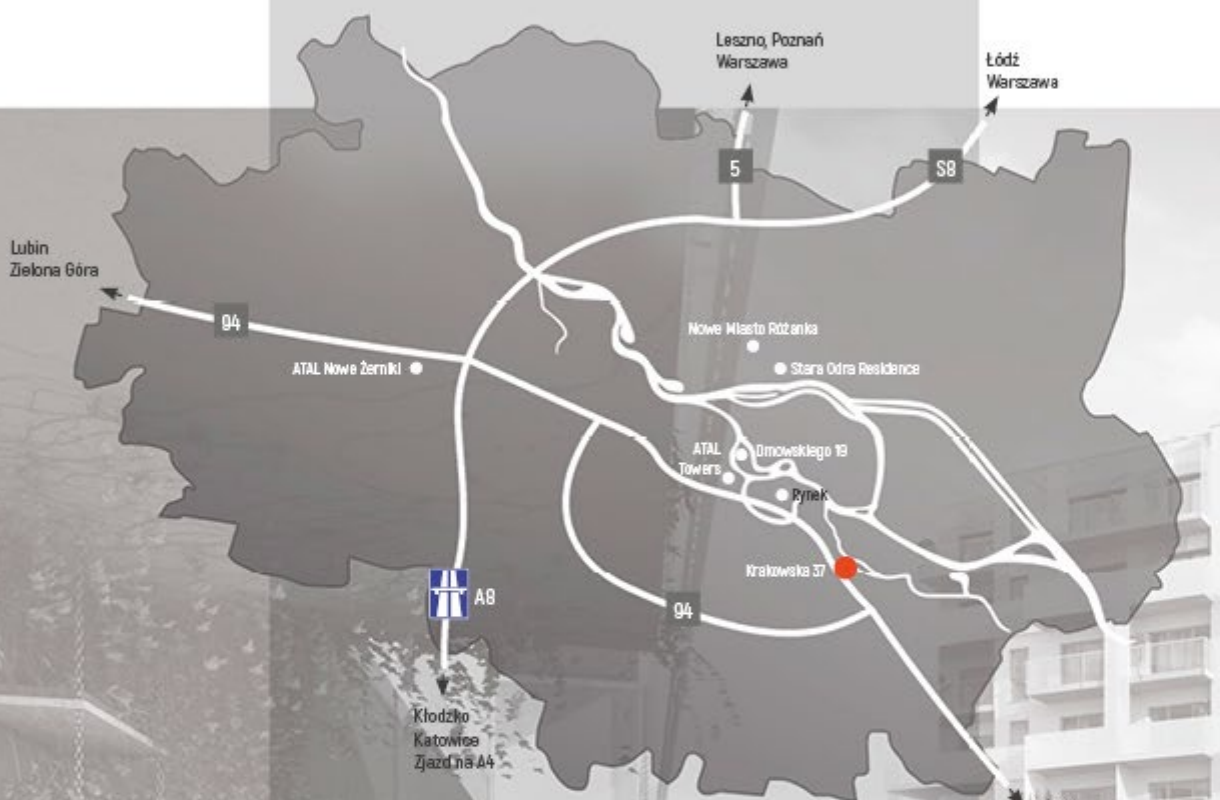 Leszno, Poznań
Warszawa
Łódź
Warszawa
5
S8
Lubin
Zielona Góra
94
Nowe Miasto Różanka
ATAL Nowe Żerniki
Stara Odra Residence
ATAL
Towers
Dmowskiego 19
Rynek
Krakowska 37
A8
94
Kłodzko
Katowice
Zjazd na A4